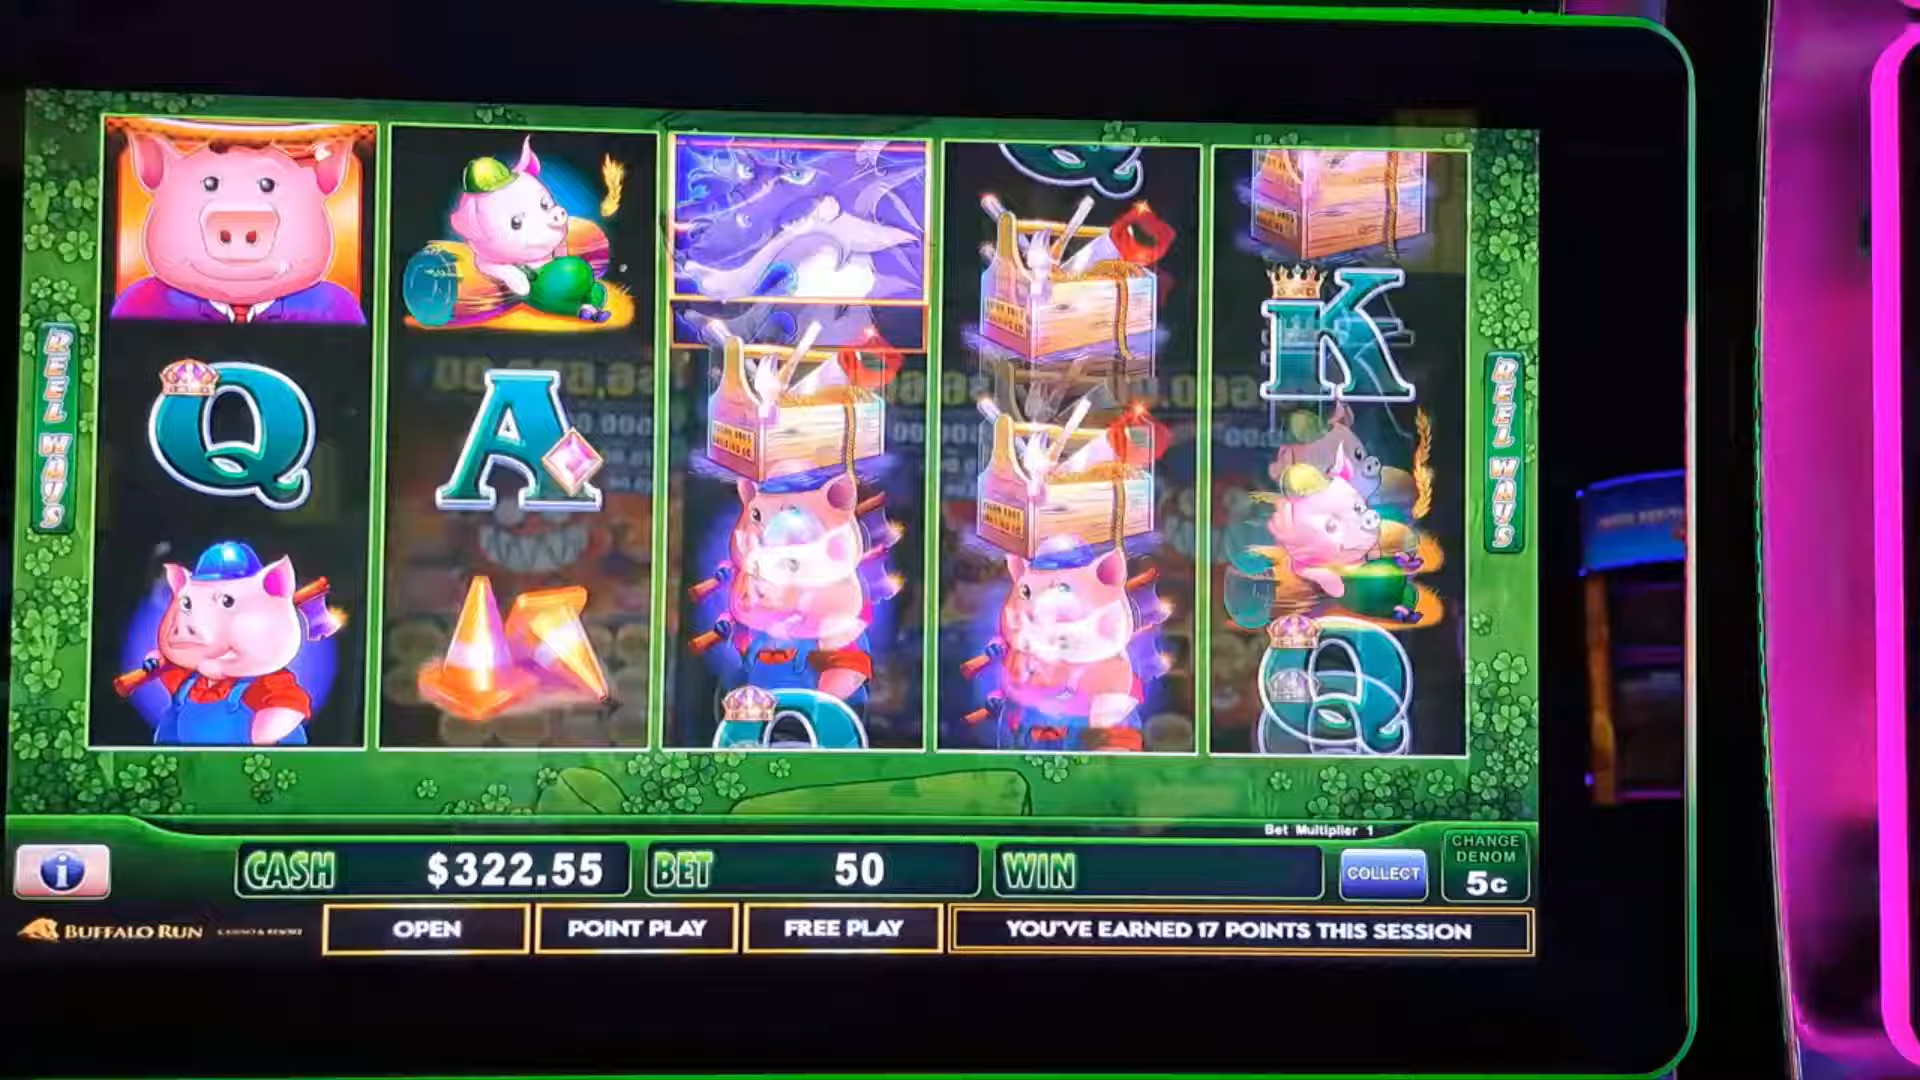 Q
K
Q
A
REEL WAYS
REEL WAYS
Q
Q
Bet Multiplier 1
CASH $322.55
BET 50
WIN
COLLECT
CHANGE
DENOM
5¢
BUFFALO RUN
OPEN
POINT PLAY
FREE PLAY
YOU'VE EARNED 17 POINTS THIS SESSION